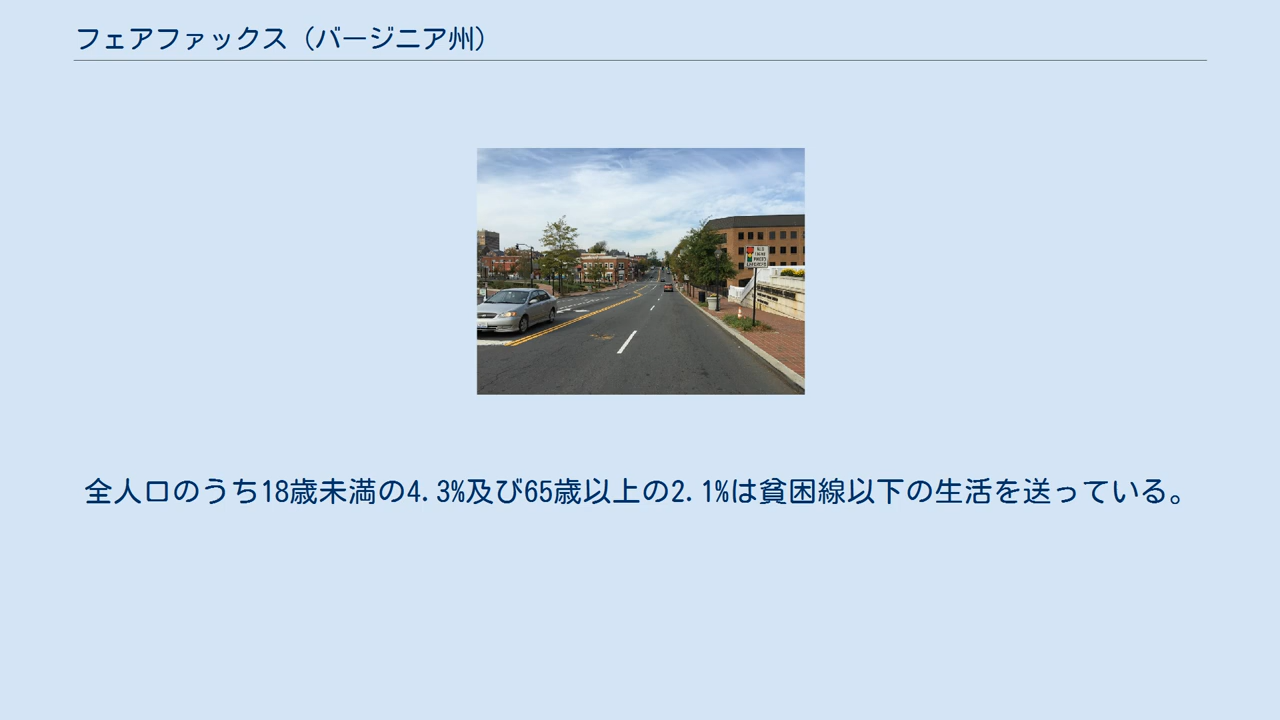 フェアファックス（バージニア州）
全人口のうち18歳未満の4.3%及び65歳以上の2.1%は貧困線以下の生活を送っている。